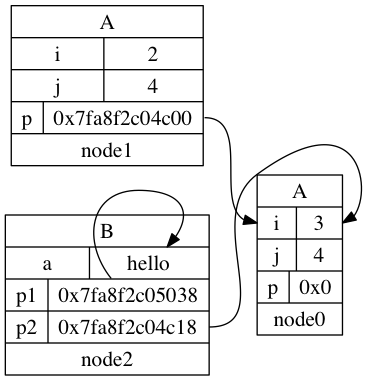 A
i 2
j 4
p 0x7fa8f2c04c00
node1
A
i 3
j 4
p 0x0
node0
B
a hello
p1 0x7fa8f2c05038
p2 0x7fa8f2c04c18
node2